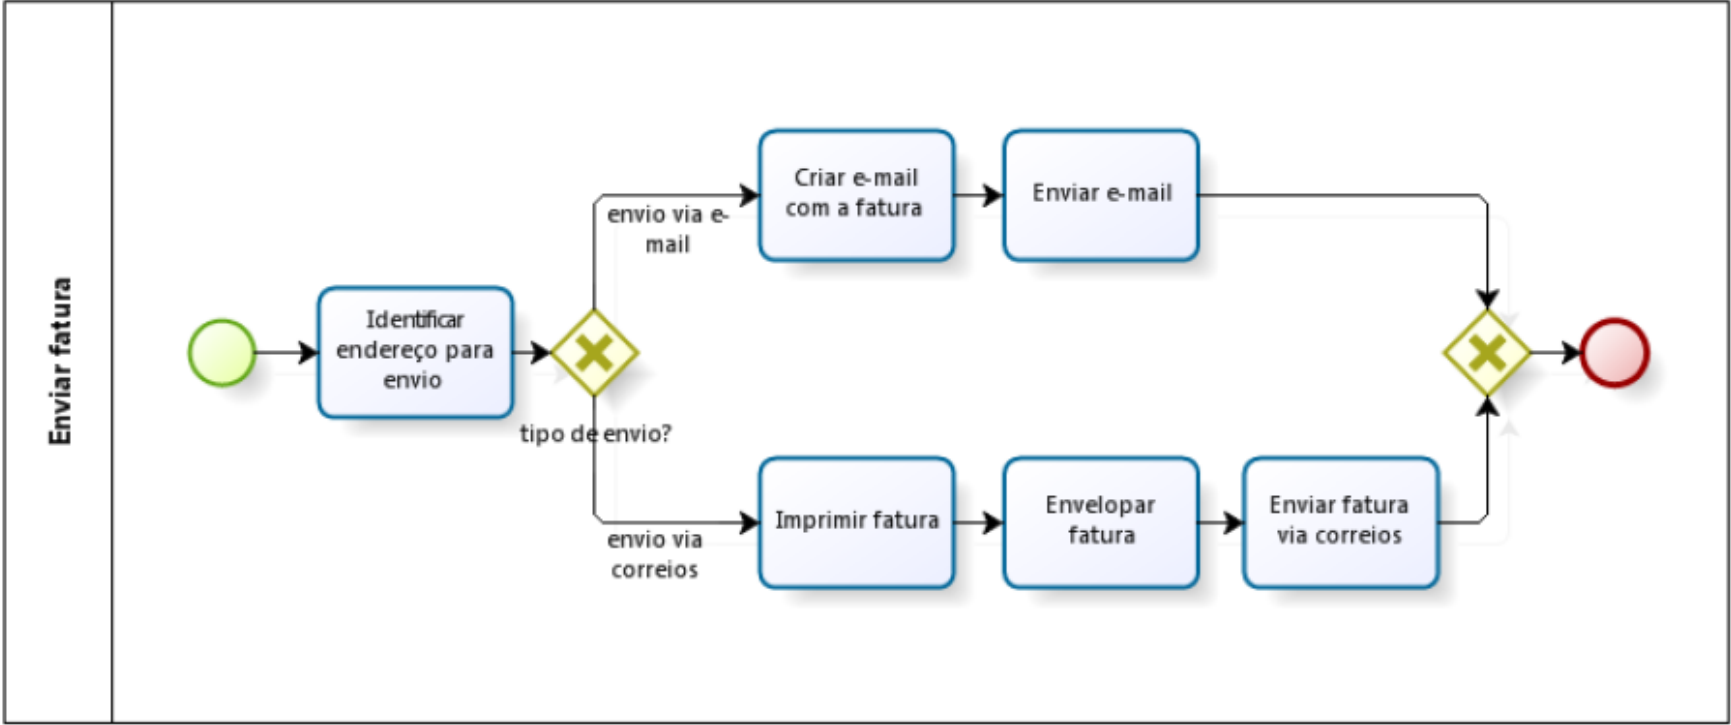 Enviar fatura
Identificar
endereço para
envio
tipo de envio?
envio via e-
mail
Criar e-mail
com a fatura
Enviar e-mail
envio via
correios
Imprimir fatura
Envelopar
fatura
Enviar fatura
via correios